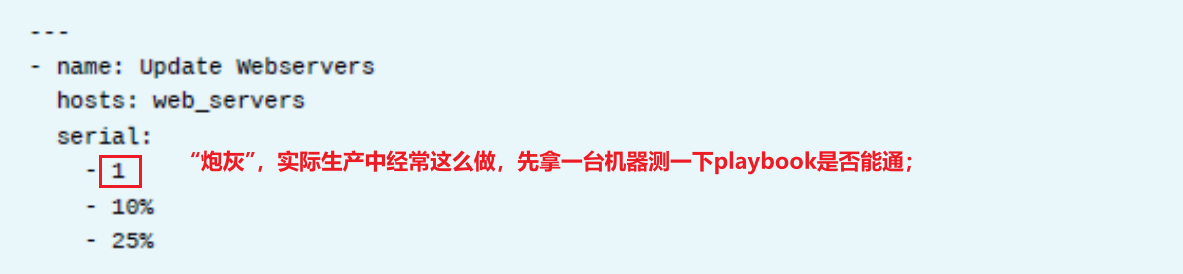 ---
- name: Update Webservers
  hosts: web_servers
  serial:
    - 1 “炮灰”，实际生产中经常这么做，先拿一台机器测一下playbook是否能通；
    - 10%
    - 25%